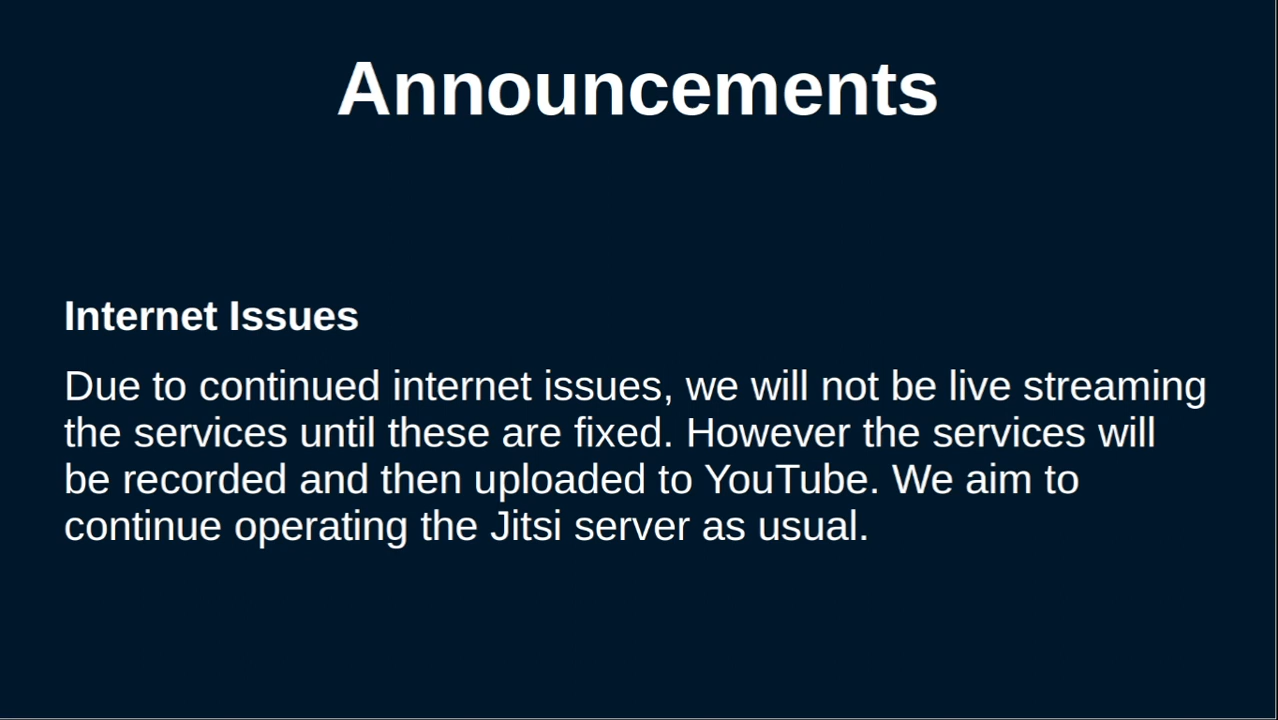 Announcements
Internet Issues
Due to continued internet issues, we will not be live streaming
the services until these are fixed. However the services will
be recorded and then uploaded to YouTube. We aim to
continue operating the Jitsi server as usual.